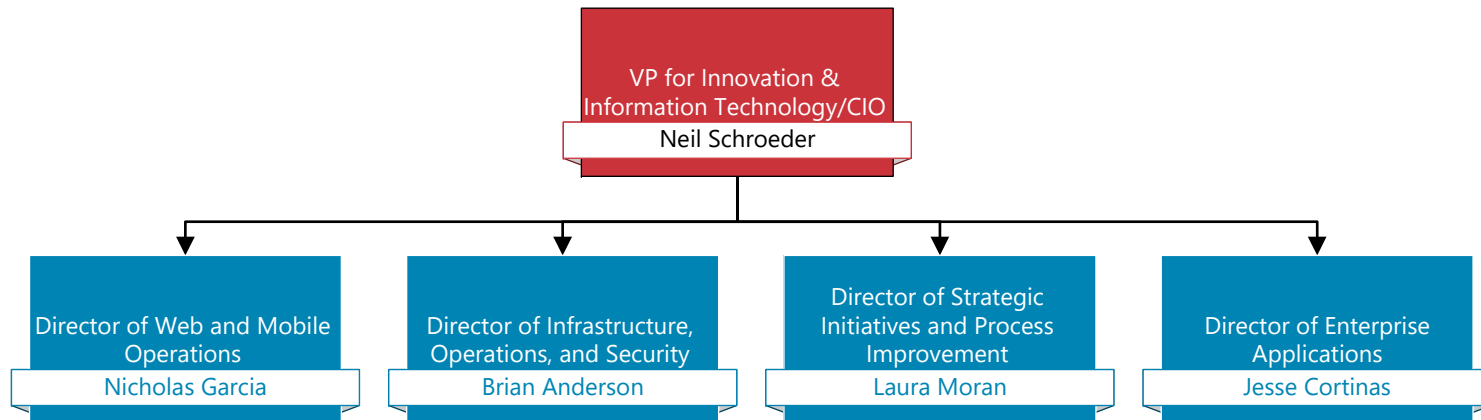 VP for Innovation &
Information Technology/CIO
Neil Schroeder
Director of Web and Mobile
Operations
Nicholas Garcia
Director of Infrastructure,
Operations, and Security
Brian Anderson
Director of Strategic
Initiatives and Process
Improvement
Laura Moran
Director of Enterprise
Applications
Jesse Cortinas